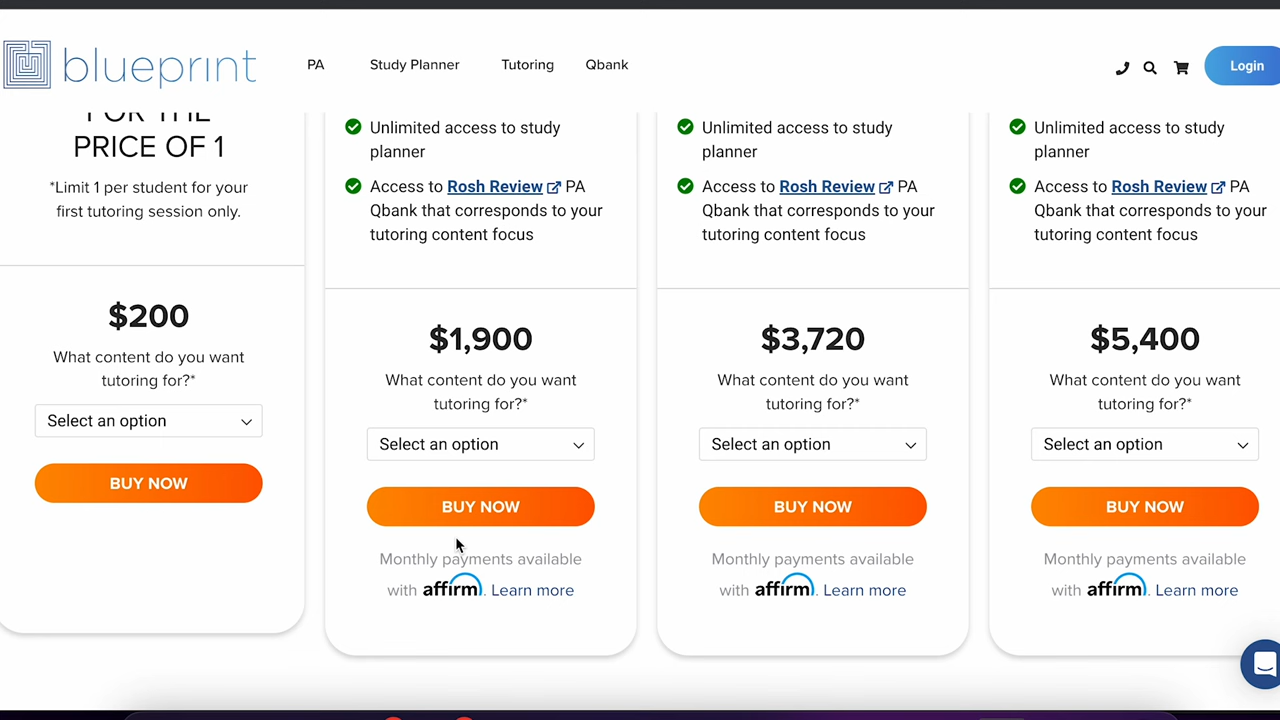 blueprint
PA
Study Planner
Tutoring
Qbank
Login
FOR THE
PRICE OF 1
*Limit 1 per student for your
first tutoring session only.
$200
What content do you want
tutoring for?*
Select an option
BUY NOW
Unlimited access to study
planner
Access to Rosh Review PA
Qbank that corresponds to your
tutoring content focus
$1,900
What content do you want
tutoring for?*
Select an option
BUY NOW
Monthly payments available
with affirm. Learn more
Unlimited access to study
planner
Access to Rosh Review PA
Qbank that corresponds to your
tutoring content focus
$3,720
What content do you want
tutoring for?*
Select an option
BUY NOW
Monthly payments available
with affirm. Learn more
Unlimited access to study
planner
Access to Rosh Review PA
Qbank that corresponds to your
tutoring content focus
$5,400
What content do you want
tutoring for?*
Select an option
BUY NOW
Monthly payments available
with affirm. Learn more